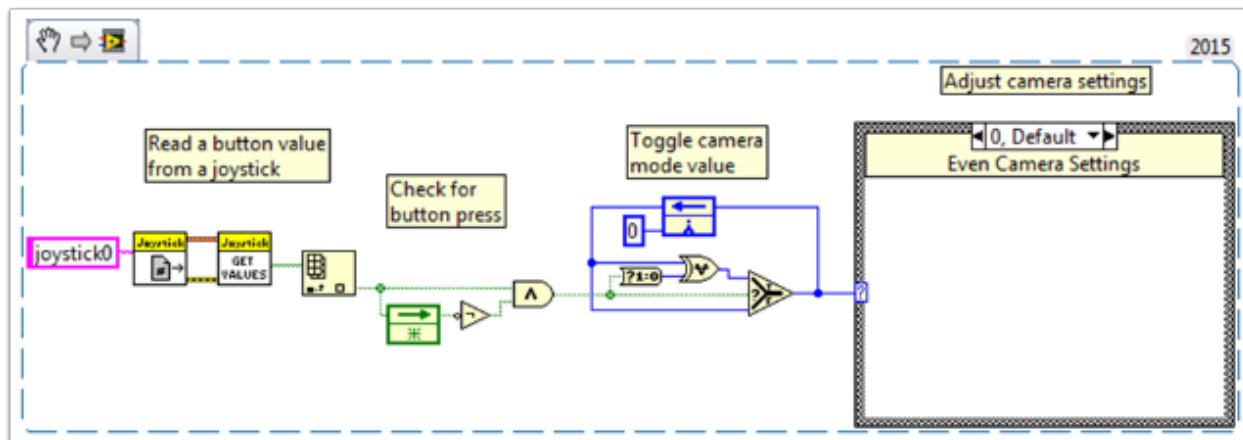 2015
Adjust camera settings
Read a button value
from a joystick
Toggle camera
mode value
0, Default
Even Camera Settings
Check for
button press
joystick0
Joystick
Joystick
GET
VALUES
0
?1:0
?
?